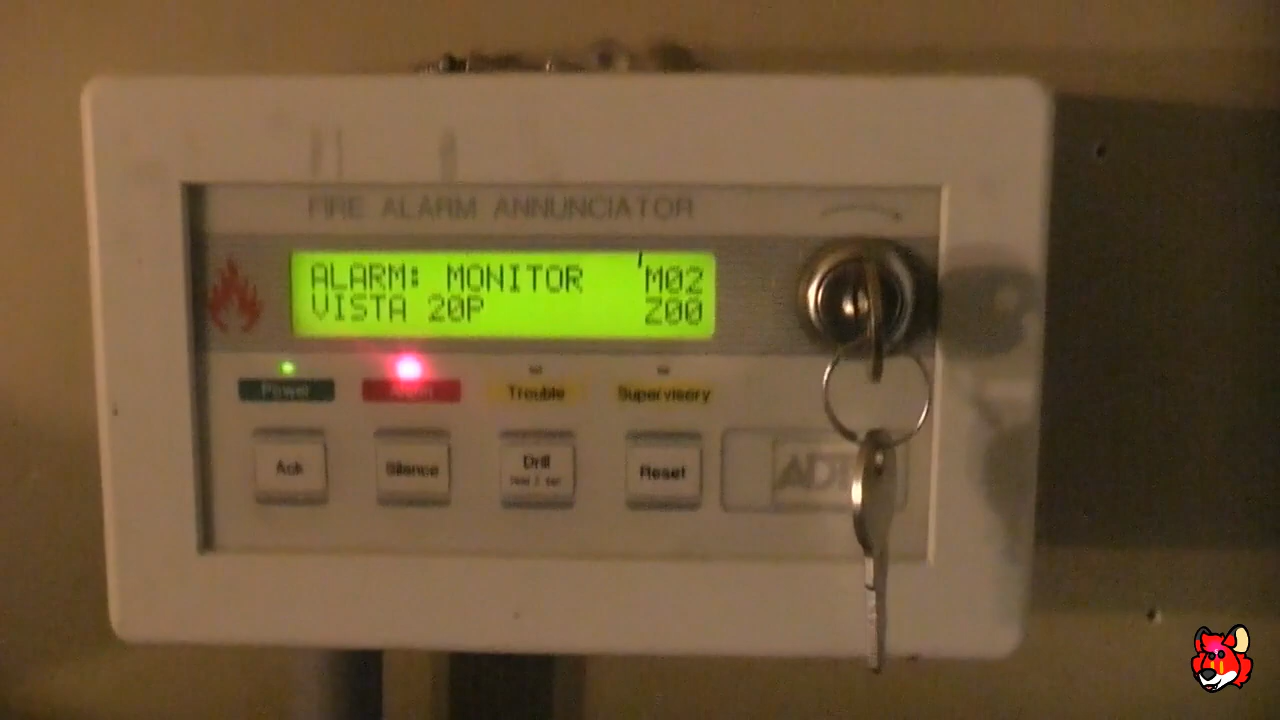 FIRE ALARM ANNUNCIATOR
ALARM: MONITOR M02
VISTA 20P Z00
Power Trouble Supervisory
Ack Silence Drill Reset
ADT